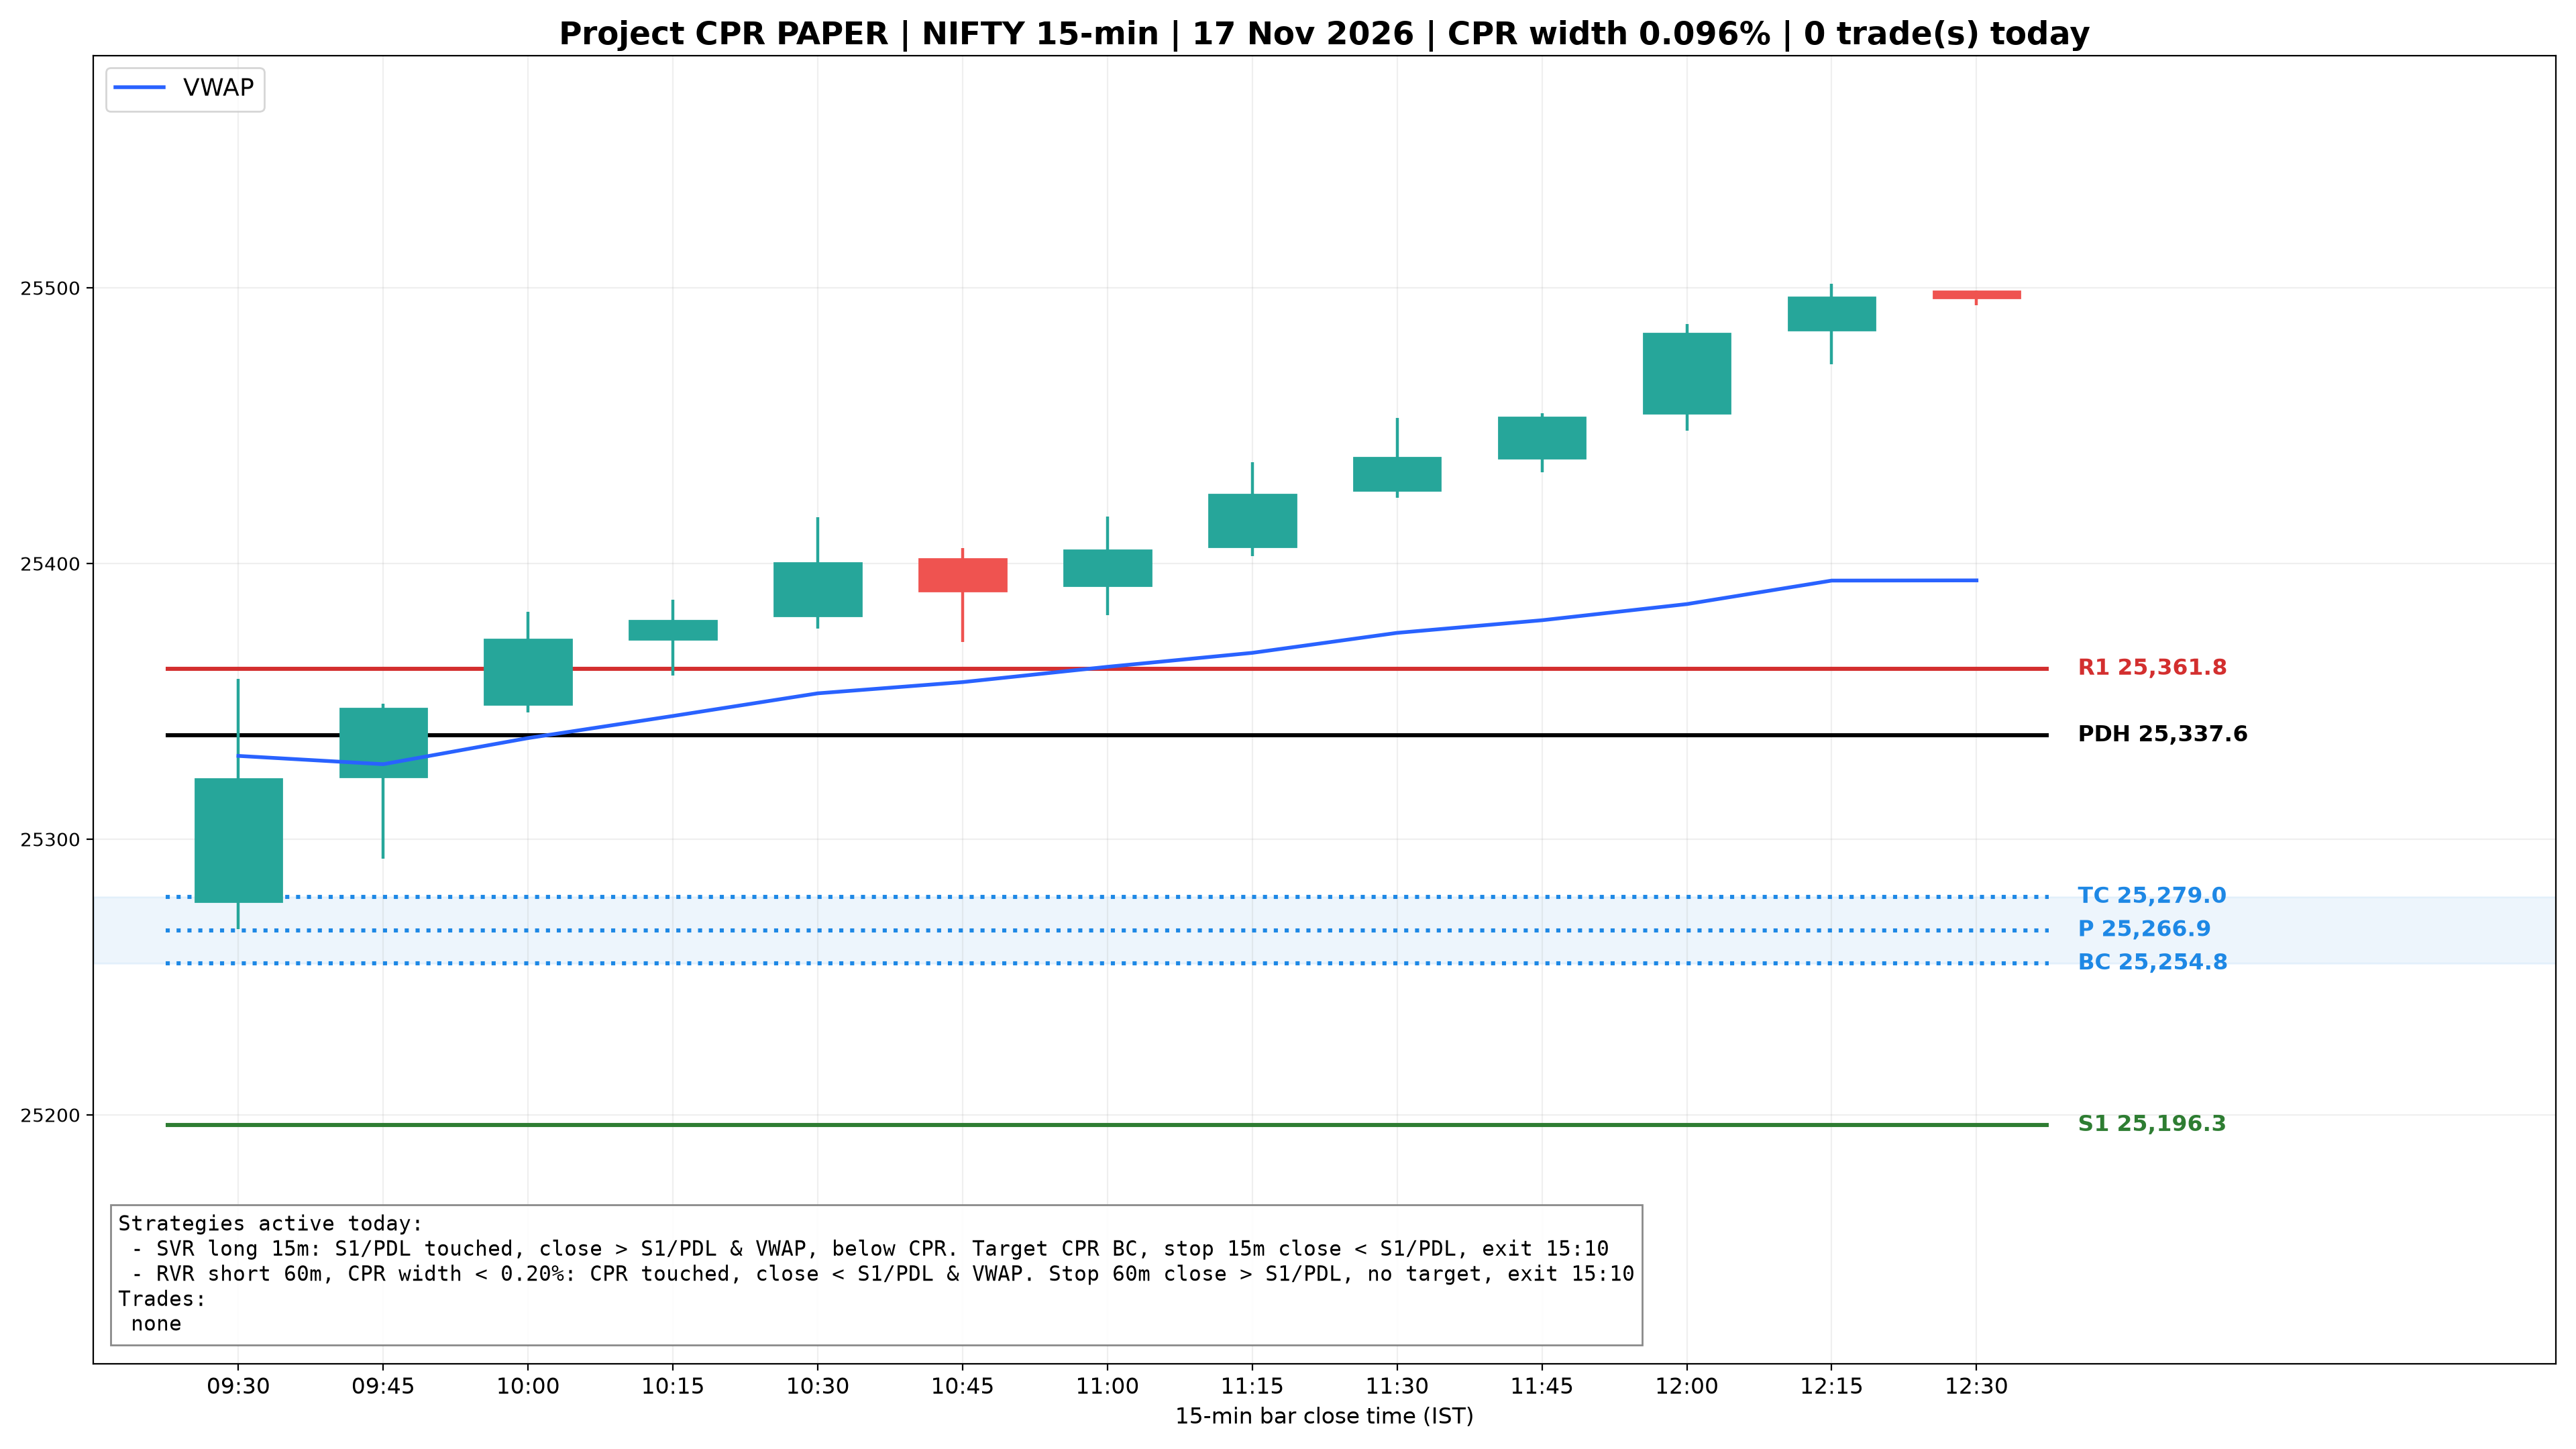 Project CPR PAPER | NIFTY 15-min | 17 Nov 2026 | CPR width 0.096% | 0 trade(s) today
VWAP
25500
25400
R1 25,361.8
PDH 25,337.6
25300
TC 25,279.0
P 25,266.9
BC 25,254.8
25200
S1 25,196.3
Strategies active today:
- SVR long 15m: S1/PDL touched, close > S1/PDL & VWAP, below CPR. Target CPR BC, stop 15m close < S1/PDL, exit 15:10
- RVR short 60m, CPR width < 0.20%: CPR touched, close < S1/PDL & VWAP. Stop 60m close > S1/PDL, no target, exit 15:10
Trades:
none
09:30 09:45 10:00 10:15 10:30 10:45 11:00 11:15 11:30 11:45 12:00 12:15 12:30
15-min bar close time (IST)